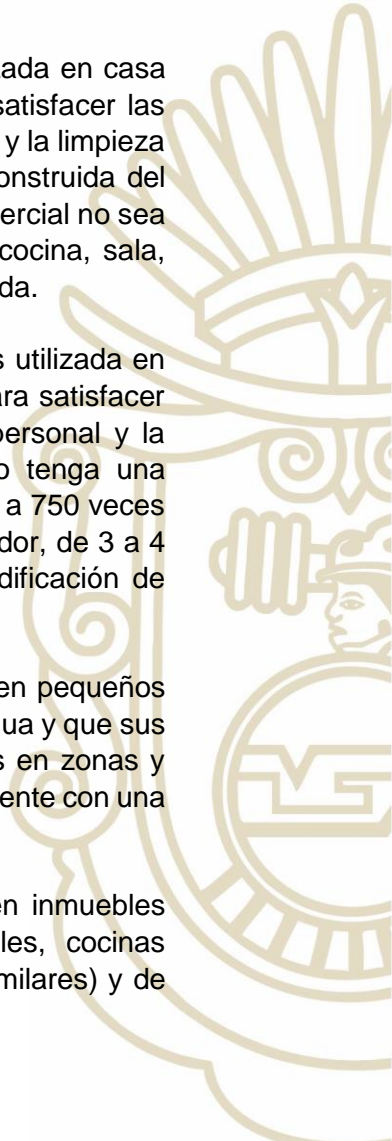 ada en casa
satisfacer las
y la limpieza
onstruida del
ercial no sea
cocina, sala,
da.
s utilizada en
ara satisfacer
personal y la
o tenga una
a 750 veces
dor, de 3 a 4
dificación de
en pequeños
ua y que sus
s en zonas y
ente con una
en inmuebles
les, cocinas
milares) y de